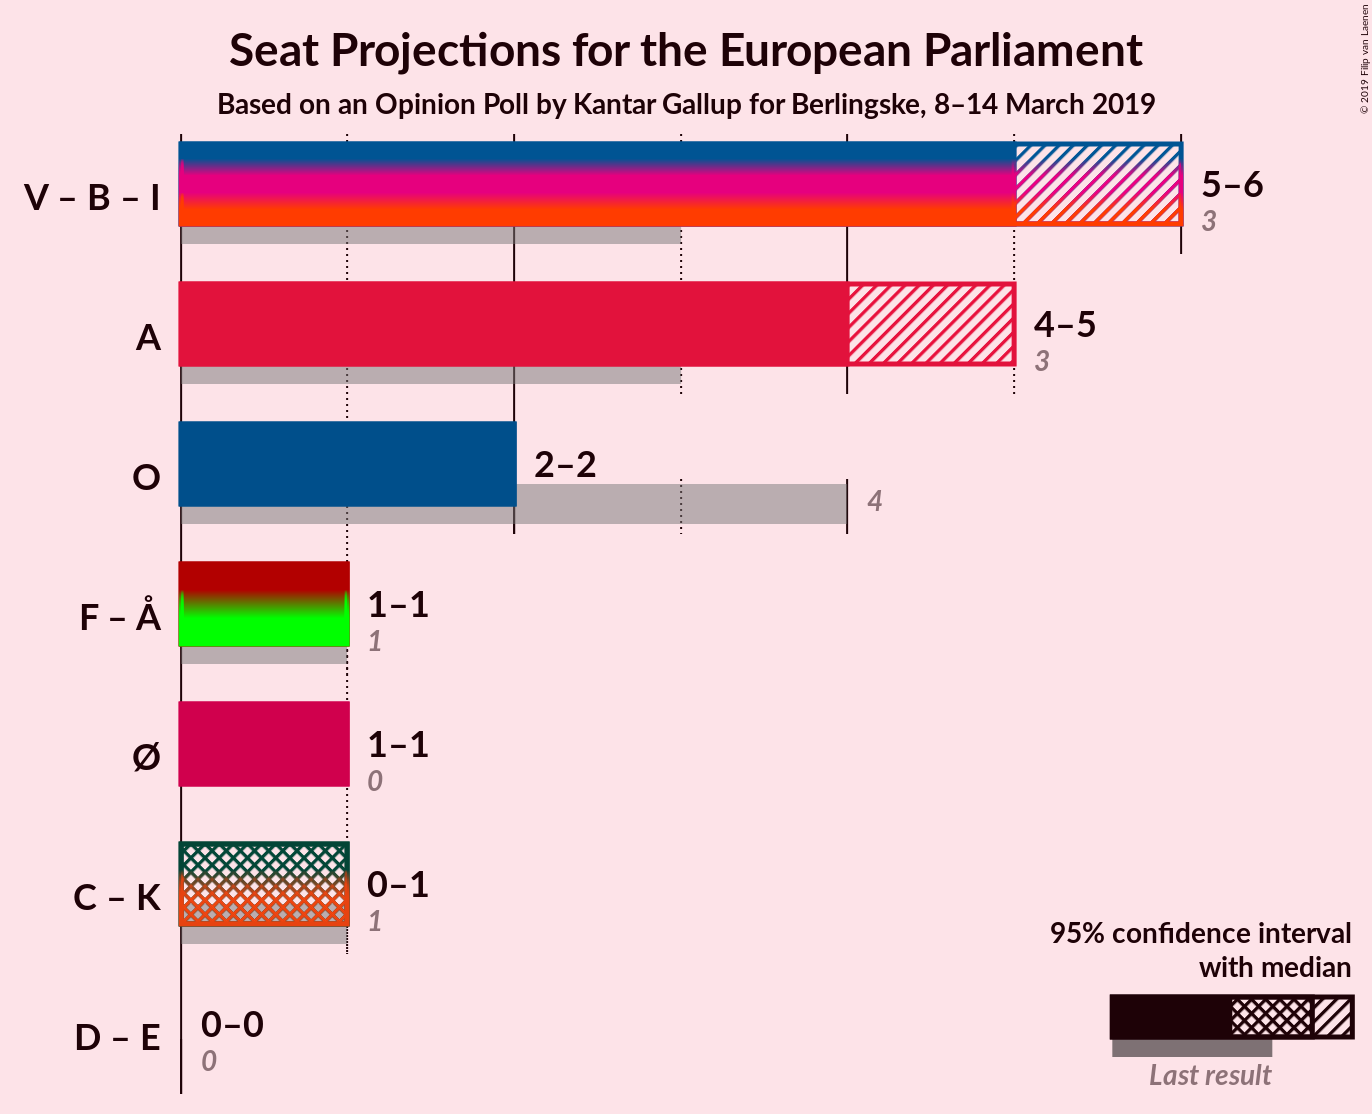 Seat Projections for the European Parliament
Based on an Opinion Poll by Kantar Gallup for Berlingske, 8–14 March 2019
© 2019 Filip van Laenen
V – B – I
5–6
3
A
4–5
3
O
2–2
4
F – Å
1–1
1
Ø
1–1
0
C – K
0–1
1
D – E
0–0
0
95% confidence interval
with median
Last result